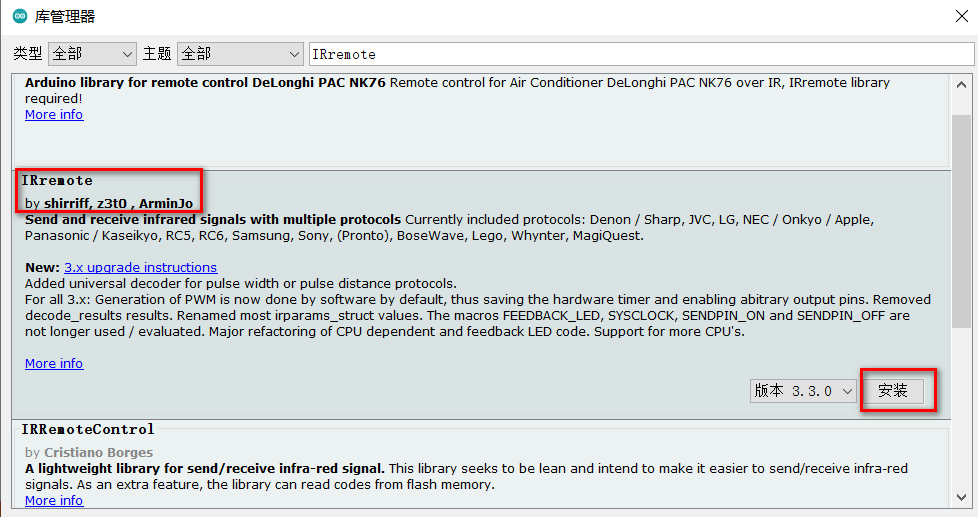 库管理器
类型 全部 主题 全部 IRremote
Arduino library for remote control DeLonghi PAC NK76 Remote control for Air Conditioner DeLonghi PAC NK76 over IR, IRremote library
required!
More info
IRremote
by shirriff, z3t0 , ArminJo
Send and receive infrared signals with multiple protocols Currently included protocols: Denon / Sharp, JVC, LG, NEC / Onkyo / Apple,
Panasonic / Kaseikyo, RC5, RC6, Samsung, Sony, (Pronto), BoseWave, Lego, Whynter, MagiQuest.
New: 3.x upgrade instructions
Added universal decoder for pulse width or pulse distance protocols.
For all 3.x: Generation of PWM is now done by software by default, thus saving the hardware timer and enabling abitrary output pins. Removed
decode_results results. Renamed most irparams_struct values. The macros FEEDBACK_LED, SYSCLOCK, SENDPIN_ON and SENDPIN_OFF are
not longer used / evaluated. Major refactoring of CPU dependent and feedback LED code. Support for more CPU's.
More info
版本 3.3.0 安装
IRRemoteControl
by Cristiano Borges
A lightweight library for send/receive infra-red signal. This library seeks to be lean and intend to make it easier to send/receive infra-red
signals. As an extra feature, the library can read codes from flash memory.
More info